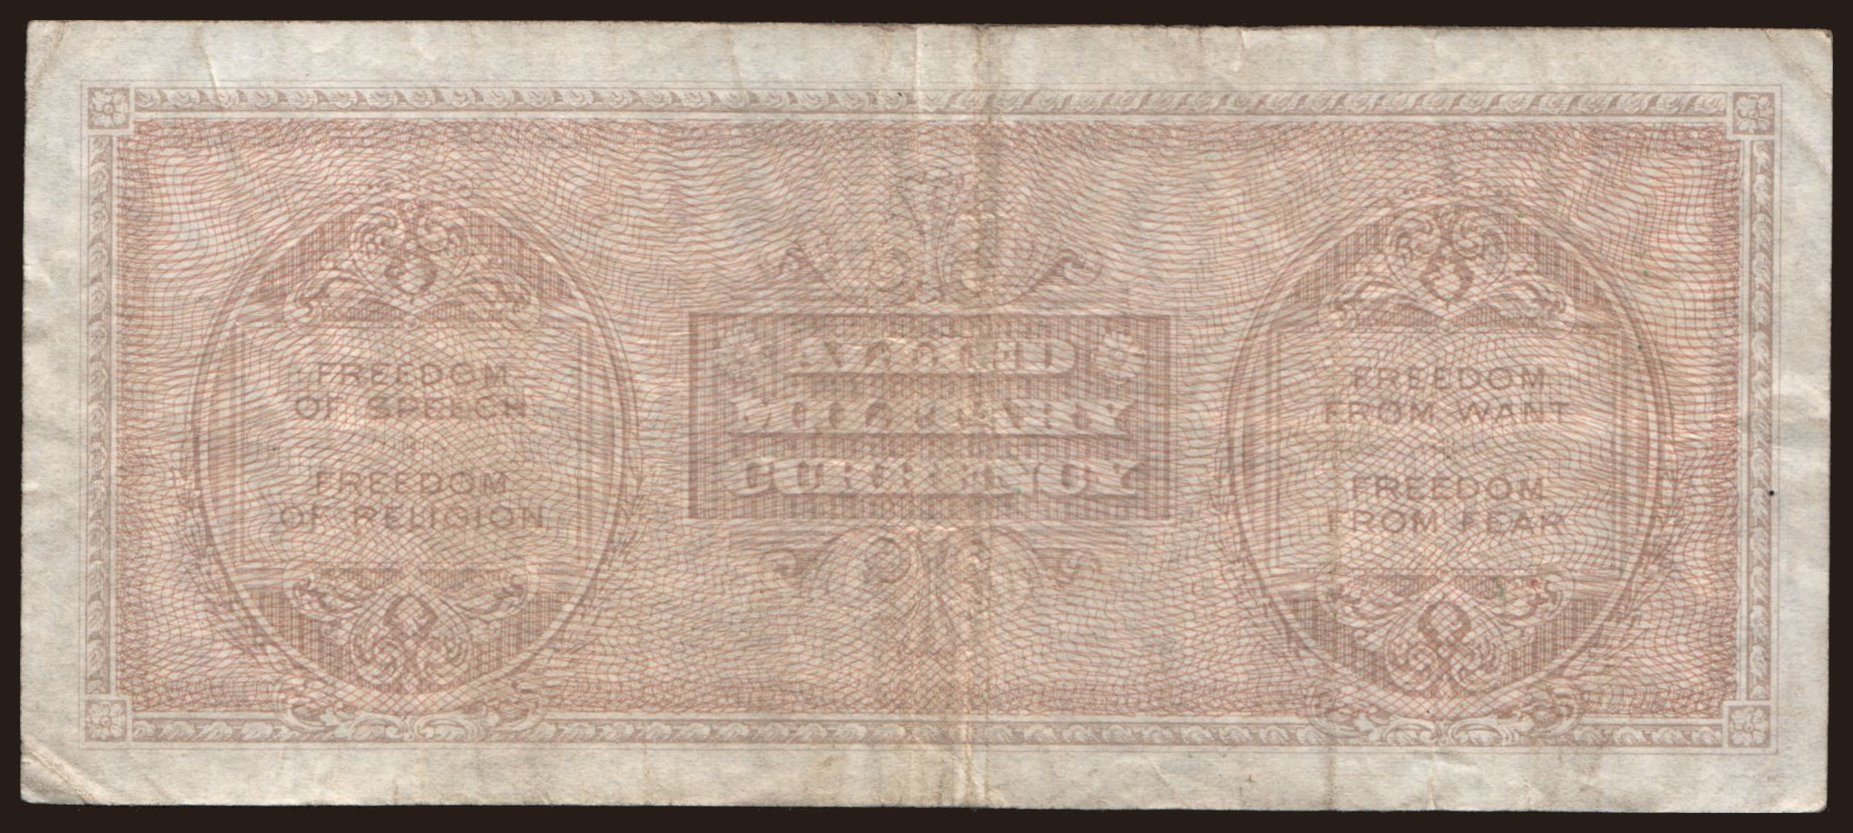 FREEDOM
OF SPEECH
FREEDOM
OF RELIGION
ALLIED
MILITARY
CURRENCY
FREEDOM
FROM WANT
FREEDOM
FROM FEAR